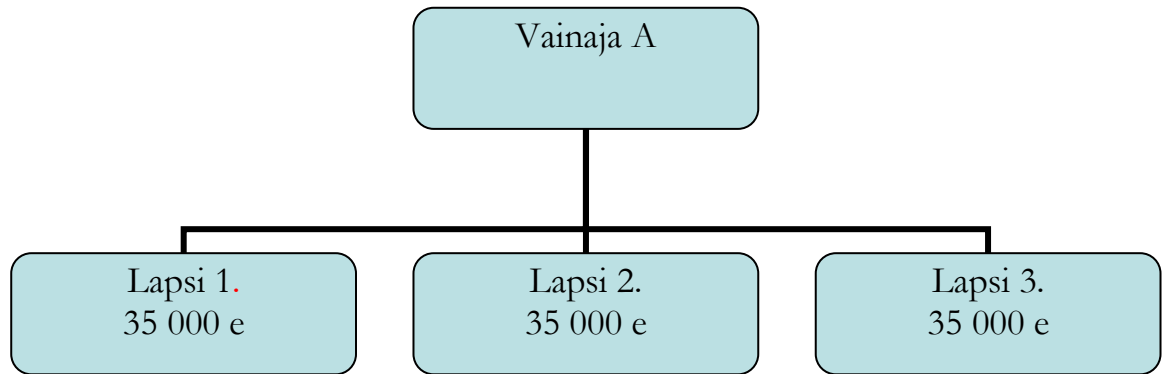 Vainaja A
Lapsi 1.
35 000 e
Lapsi 2.
35 000 e
Lapsi 3.
35 000 e